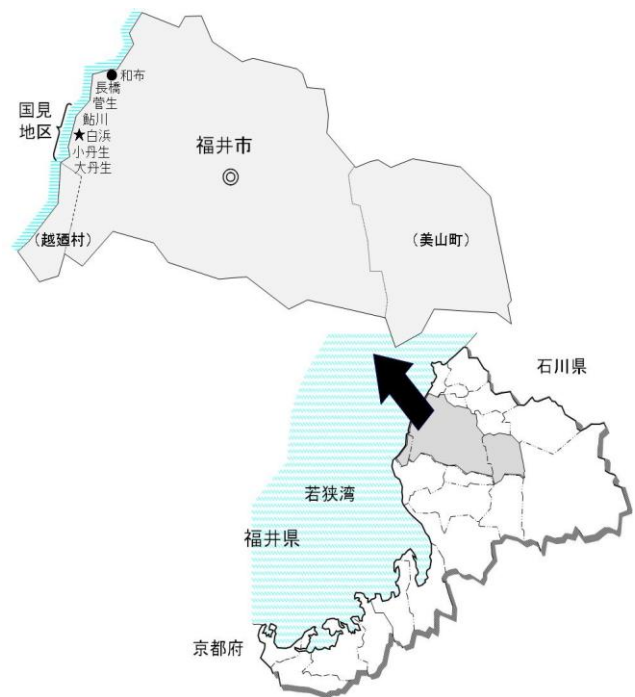 和布
長橋
菅生
鮎川
★白浜
小丹生
大丹生
国見
地区
福井市
(越廼村)
(美山町)
石川県
若狭湾
福井県
京都府